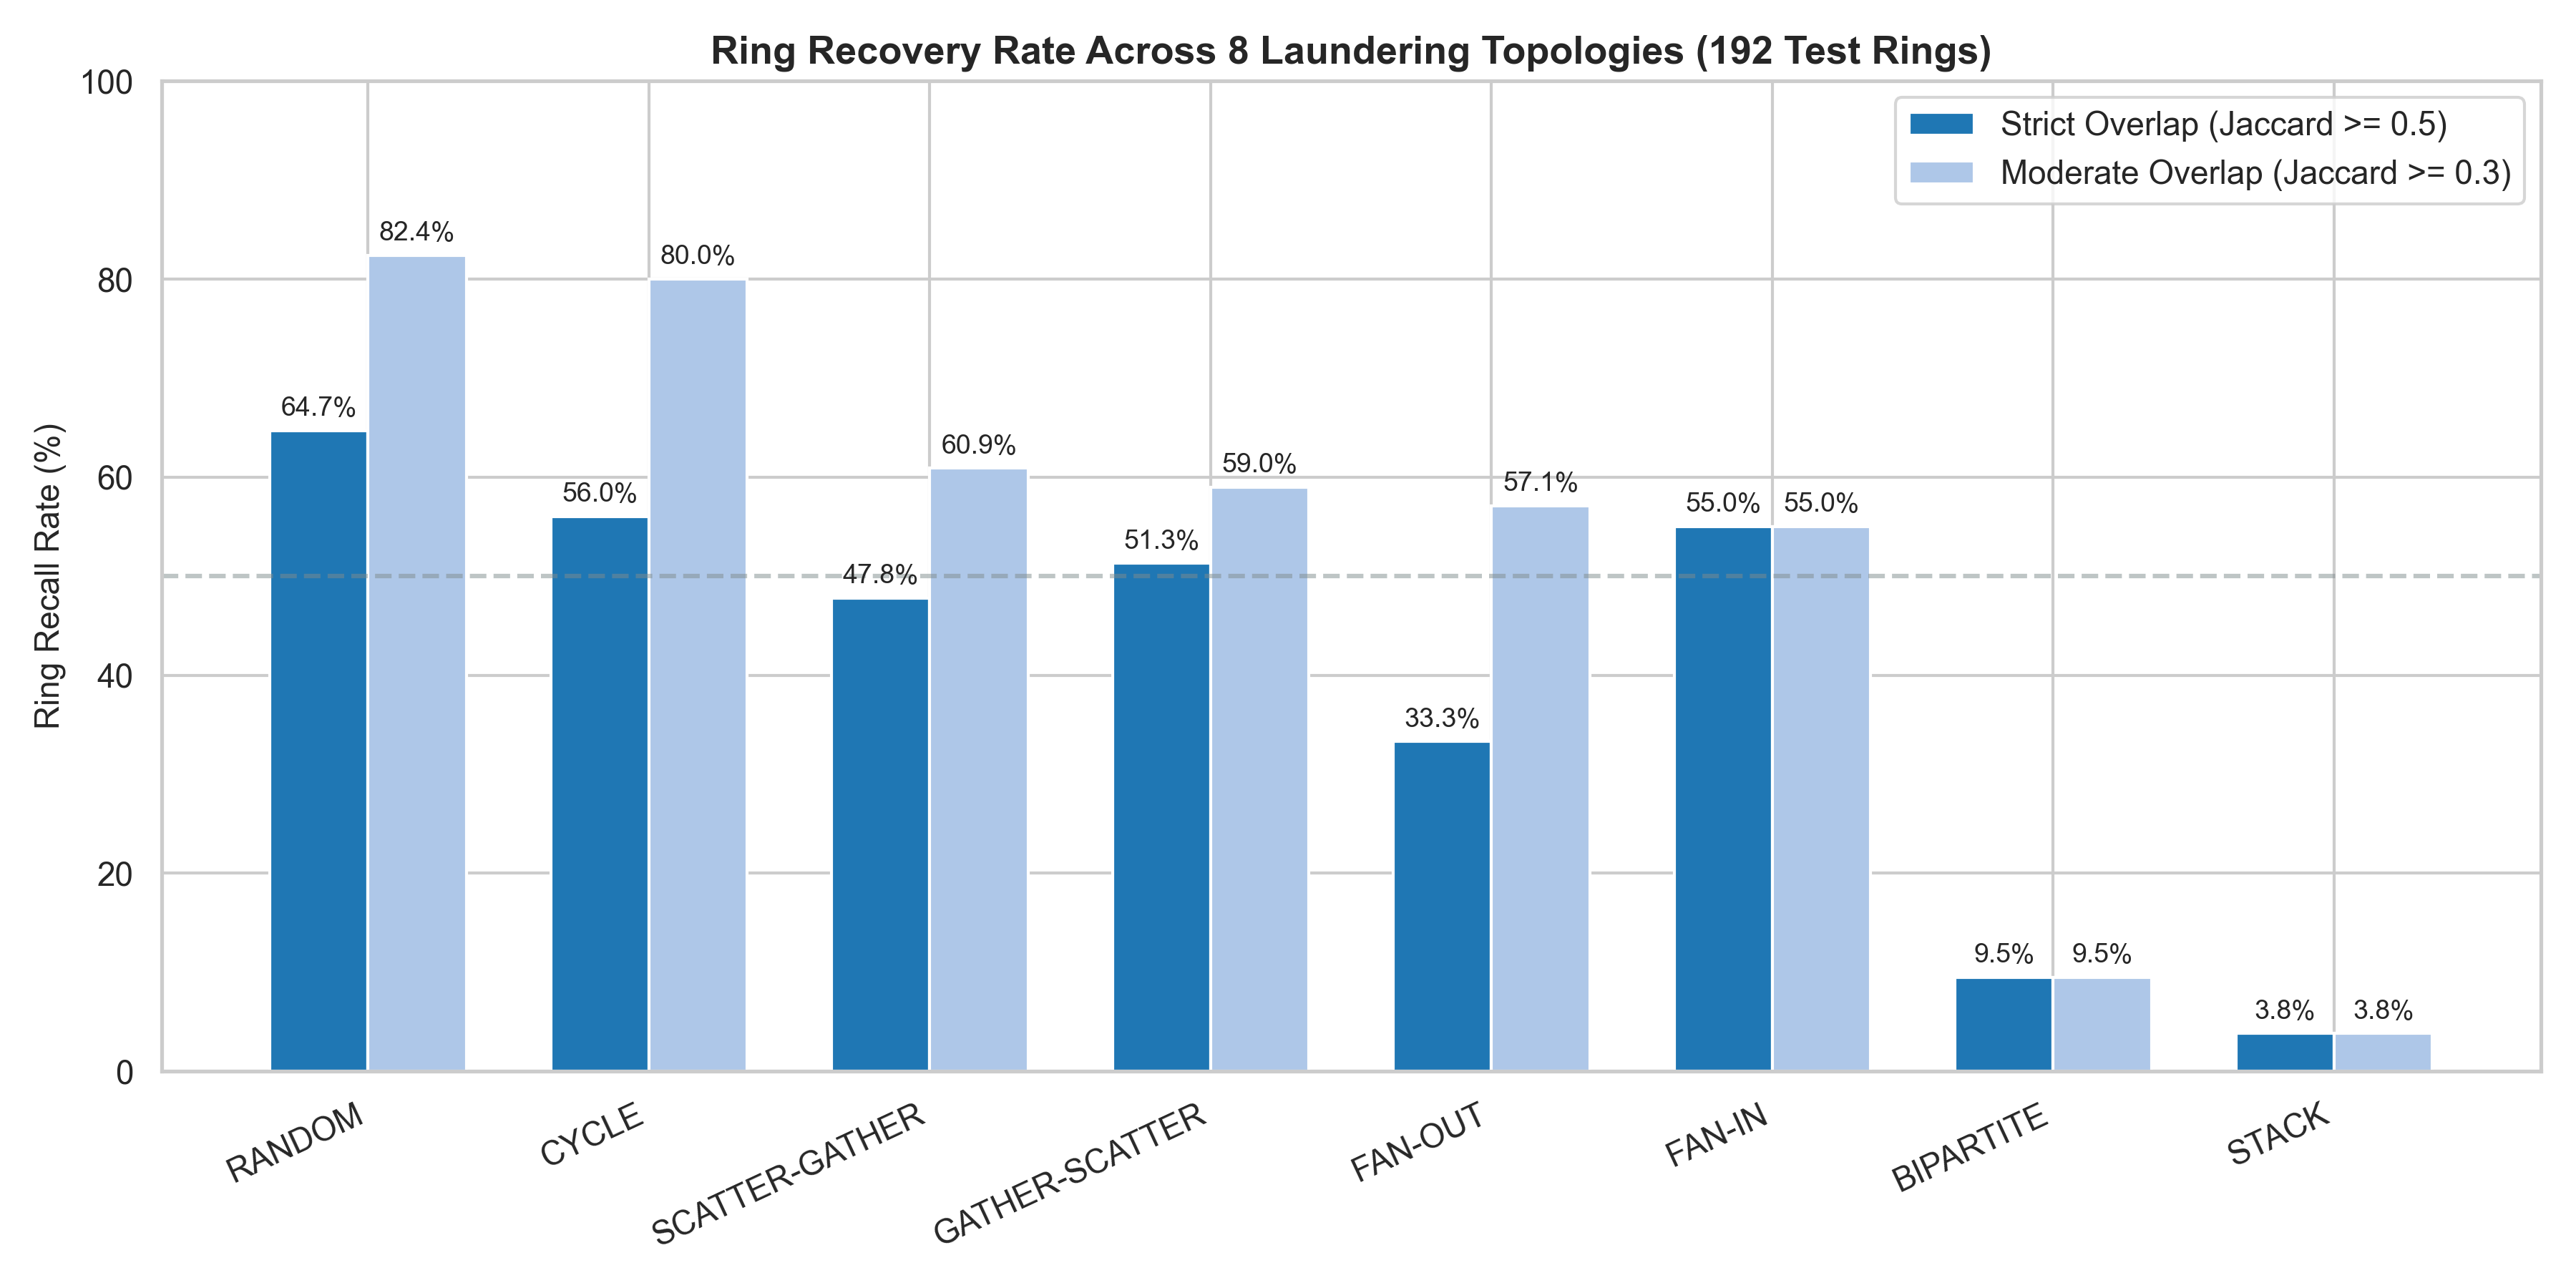 Ring Recovery Rate Across 8 Laundering Topologies (192 Test Rings)
Strict Overlap (Jaccard >= 0.5)
Moderate Overlap (Jaccard >= 0.3)
Ring Recall Rate (%)
100
80
60
40
20
0
64.7%
82.4%
56.0%
80.0%
47.8%
60.9%
51.3%
59.0%
33.3%
57.1%
55.0%
55.0%
9.5%
9.5%
3.8%
3.8%
RANDOM
CYCLE
SCATTER-GATHER
GATHER-SCATTER
FAN-OUT
FAN-IN
BIPARTITE
STACK